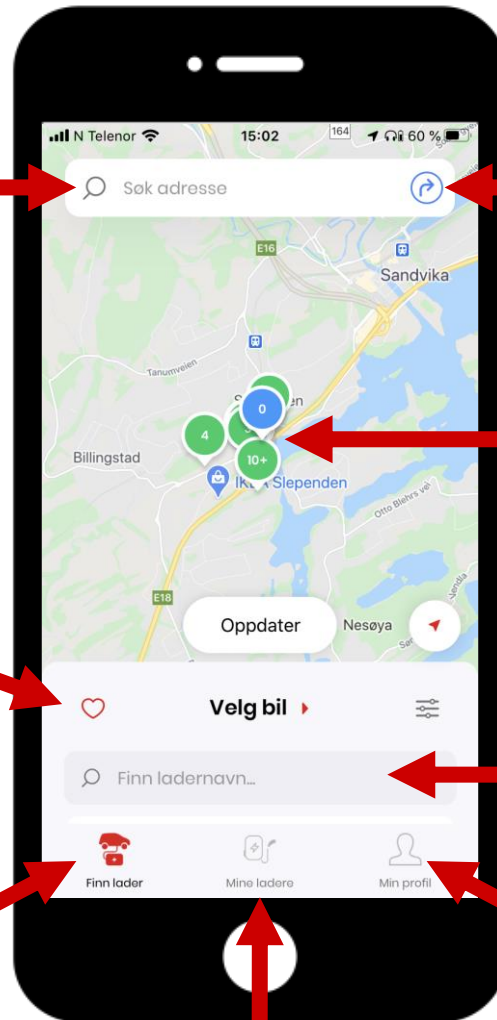 N Telenor
15:02
164
60 %
Søk adresse
E16
Sandvika
Tanumveien
0
4
10+
Billingstad
Slependen
Otto Blehrs vei
E18
Oppdater
Nesøya
Vendla
Velg bil
Finn ladernavn...
Finn lader
Mine ladere
Min profil